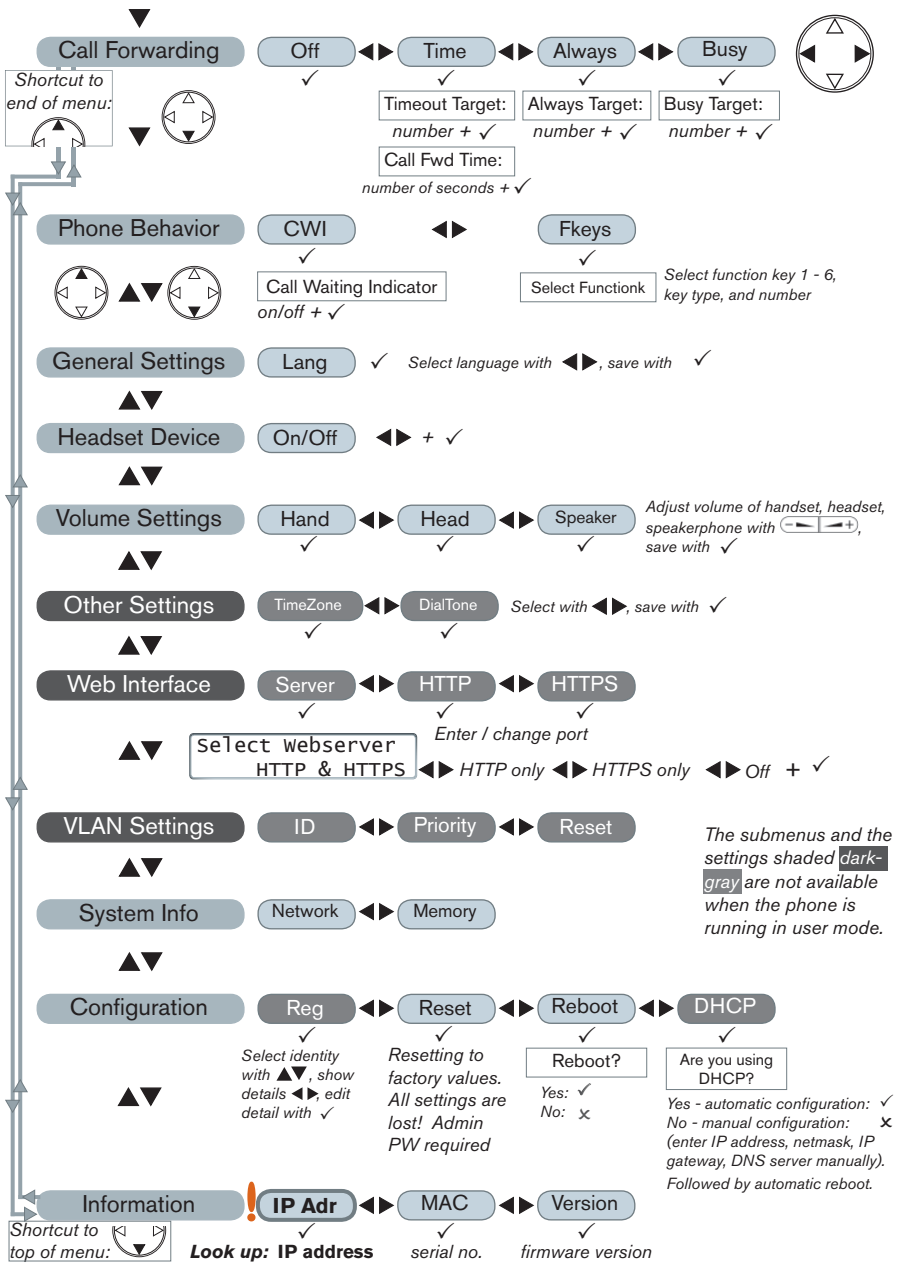 Call Forwarding Off Time Always Busy
Shortcut to
end of menu:
✓ ✓ ✓ ✓
Timeout Target: Always Target: Busy Target:
number + ✓ number + ✓ number + ✓
Call Fwd Time:
number of seconds + ✓
Phone Behavior CWI Fkeys
✓ ✓
Call Waiting Indicator Select Functionk
on/off + ✓
Select function key 1 - 6,
key type, and number
General Settings Lang ✓ Select language with ◀▶, save with ✓
Headset Device On/Off ◀▶ + ✓
Volume Settings Hand Head Speaker
✓ ✓ ✓
Adjust volume of handset, headset,
speakerphone with − +,
save with ✓
Other Settings TimeZone DialTone Select with ◀▶, save with ✓
✓ ✓
Web Interface Server HTTP HTTPS
✓ ✓ ✓
Enter / change port
Select Webserver
HTTP & HTTPS ◀▶ HTTP only ◀▶ HTTPS only ◀▶ Off + ✓
VLAN Settings ID Priority Reset
The submenus and the
settings shaded dark-
gray are not available
when the phone is
running in user mode.
System Info Network Memory
Configuration Reg Reset Reboot DHCP
✓ ✓ ✓ ✓
Select identity
with ▲▼, show
details ◀▶, edit
detail with ✓
Resetting to
factory values.
All settings are
lost! Admin
PW required
Reboot?
Yes: ✓
No: x
Are you using
DHCP?
Yes - automatic configuration: ✓
No - manual configuration: x
(enter IP address, netmask, IP
gateway, DNS server manually).
Followed by automatic reboot.
Information ! IP Adr MAC Version
✓ ✓ ✓
Shortcut to
top of menu:
Look up: IP address serial no. firmware version